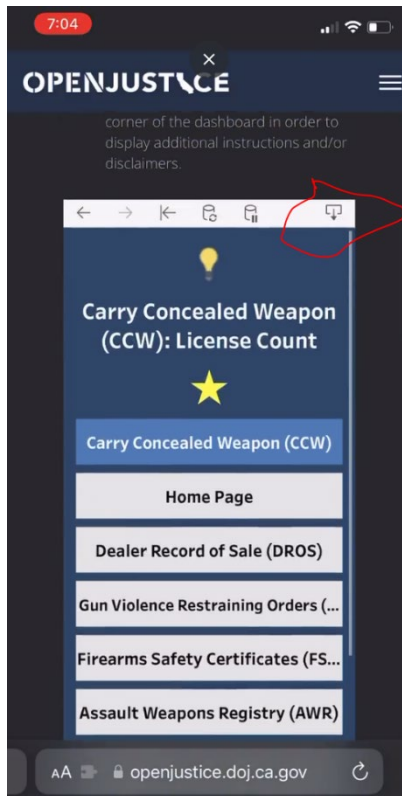 7:04
OPENJUSTICE
corner of the dashboard in order to
display additional instructions and/or
disclaimers.
Carry Concealed Weapon
(CCW): License Count
Carry Concealed Weapon (CCW)
Home Page
Dealer Record of Sale (DROS)
Gun Violence Restraining Orders (...
Firearms Safety Certificates (FS...
Assault Weapons Registry (AWR)
AA openjustice.doj.ca.gov